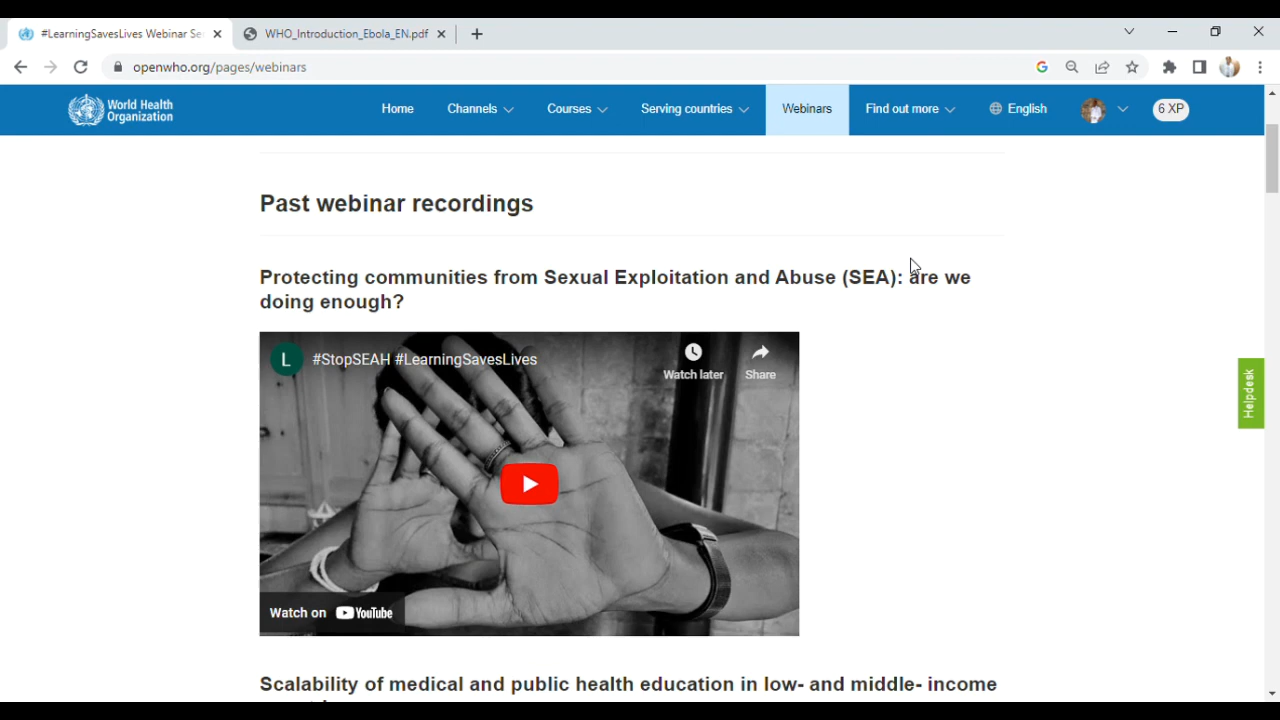 #LearningSavesLives Webinar Se
WHO_Introduction_Ebola_EN.pdf
openwho.org/pages/webinars
World Health
Organization
Home
Channels
Courses
Serving countries
Webinars
Find out more
English
6 XP
Past webinar recordings
Protecting communities from Sexual Exploitation and Abuse (SEA): are we
doing enough?
L
#StopSEAH #LearningSavesLives
Watch later
Share
Watch on YouTube
Helpdesk
Scalability of medical and public health education in low- and middle- income